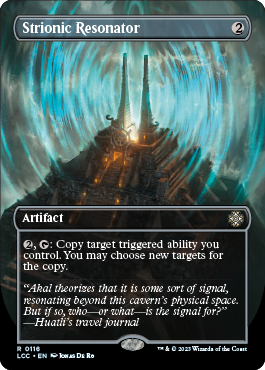 Strionic Resonator 2
Artifact
2, T: Copy target triggered ability you
control. You may choose new targets for
the copy.
"Akal theorizes that it is some sort of signal,
resonating beyond this cavern's physical space.
But if so, who—or what—is the signal for?"
—Huatli's travel journal
R 0116
LCC • EN Jonas De Ro
™ & © 2023 Wizards of the Coast